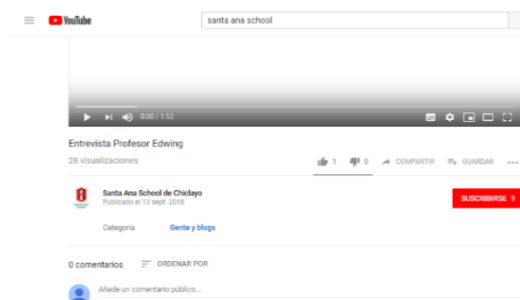 YouTube
santa ana school
0:00 / 1:52
Entrevista Profesor Edwing
28 visualizaciones
1 0 COMPARTIR GUARDAR ...
Santa Ana School de Chiclayo
Publicado el 13 sept. 2018
SUSCRIBIRSE 9
Categoría Gente y blogs
0 comentarios ORDENAR POR
Añade un comentario público...